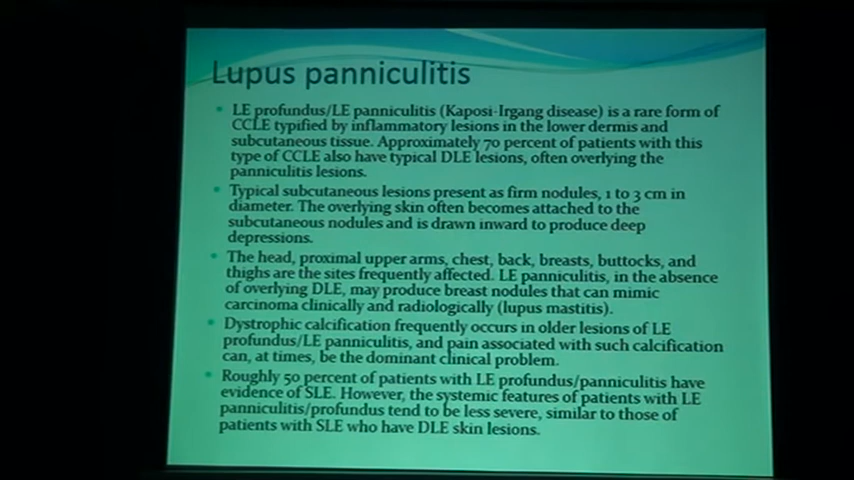 Lupus panniculitis
LE profundus/LE panniculitis (Kaposi-Irgang disease) is a rare form of
CCLE typified by inflammatory lesions in the lower dermis and
subcutaneous tissue. Approximately 70 percent of patients with this
type of CCLE also have typical DLE lesions, often overlying the
panniculitis lesions.
Typical subcutaneous lesions present as firm nodules, 1 to 3 cm in
diameter. The overlying skin often becomes attached to the
subcutaneous nodules and is drawn inward to produce deep
depressions.
The head, proximal upper arms, chest, back, breasts, buttocks, and
thighs are the sites frequently affected. LE panniculitis, in the absence
of overlying DLE, may produce breast nodules that can mimic
carcinoma clinically and radiologically (lupus mastitis).
Dystrophic calcification frequently occurs in older lesions of LE
profundus/LE panniculitis, and pain associated with such calcification
can, at times, be the dominant clinical problem.
Roughly 50 percent of patients with LE profundus/panniculitis have
evidence of SLE. However, the systemic features of patients with LE
panniculitis/profundus tend to be less severe, similar to those of
patients with SLE who have DLE skin lesions.